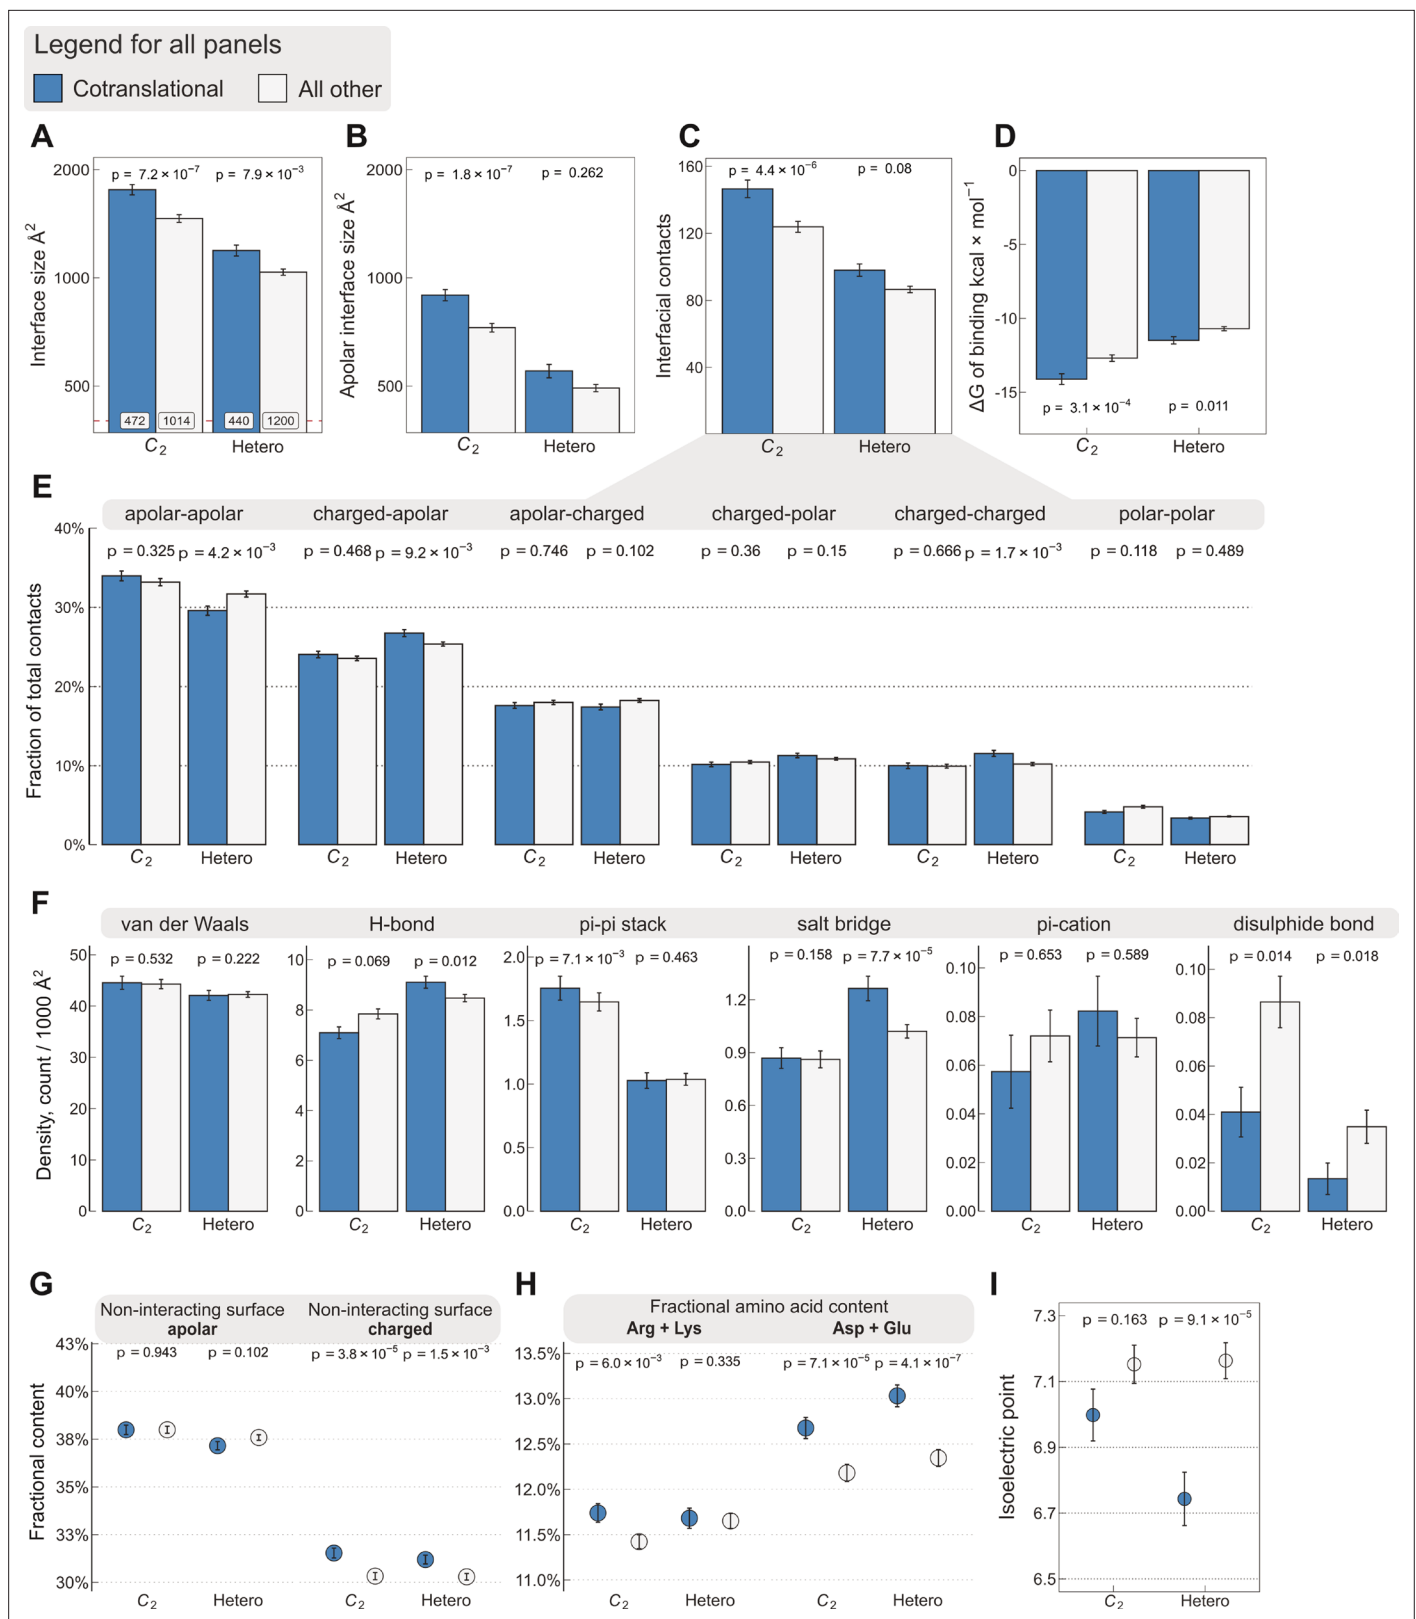 Legend for all panels
Cotranslational
All other
A
B
C
D
Interface size Å²
2000
1000
500
p = 7.2 × 10⁻⁷
p = 7.9 × 10⁻³
472
1014
440
1200
C₂
Hetero
Apolar interface size Å²
2000
1000
500
p = 1.8 × 10⁻⁷
p = 0.262
C₂
Hetero
Interfacial contacts
160
120
80
40
p = 4.4 × 10⁻⁶
p = 0.08
C₂
Hetero
ΔG of binding kcal × mol⁻¹
0
-5
-10
-15
p = 3.1 × 10⁻⁴
p = 0.011
C₂
Hetero
E
apolar-apolar
charged-apolar
apolar-charged
charged-polar
charged-charged
polar-polar
Fraction of total contacts
40%
30%
20%
10%
0%
p = 0.325
p = 4.2 × 10⁻³
p = 0.468
p = 9.2 × 10⁻³
p = 0.746
p = 0.102
p = 0.36
p = 0.15
p = 0.666
p = 1.7 × 10⁻³
p = 0.118
p = 0.489
C₂
Hetero
C₂
Hetero
C₂
Hetero
C₂
Hetero
C₂
Hetero
C₂
Hetero
F
van der Waals
H-bond
pi-pi stack
salt bridge
pi-cation
disulphide bond
Density, count / 1000 Å²
50
40
30
20
10
0
p = 0.532
p = 0.222
C₂
Hetero
10
8
6
4
2
0
p = 0.069
p = 0.012
C₂
Hetero
2.0
1.5
1.0
0.5
0.0
p = 7.1 × 10⁻³
p = 0.463
C₂
Hetero
1.2
0.9
0.6
0.3
0.0
p = 0.158
p = 7.7 × 10⁻⁵
C₂
Hetero
0.10
0.08
0.06
0.04
0.02
0.00
p = 0.653
p = 0.589
C₂
Hetero
0.10
0.08
0.06
0.04
0.02
0.00
p = 0.014
p = 0.018
C₂
Hetero
G
Non-interacting surface
apolar
Non-interacting surface
charged
Fractional content
43%
40%
38%
35%
33%
30%
p = 0.943
p = 0.102
p = 3.8 × 10⁻⁵
p = 1.5 × 10⁻³
C₂
Hetero
C₂
Hetero
H
Fractional amino acid content
Arg + Lys
Asp + Glu
13.5%
13.0%
12.5%
12.0%
11.5%
11.0%
p = 6.0 × 10⁻³
p = 0.335
p = 7.1 × 10⁻⁵
p = 4.1 × 10⁻⁷
C₂
Hetero
C₂
Hetero
I
Isoelectric point
7.3
7.1
6.9
6.7
6.5
p = 0.163
p = 9.1 × 10⁻⁵
C₂
Hetero